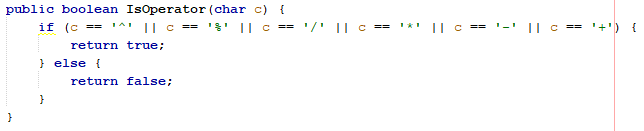 public boolean IsOperator(char c) {
    if (c == '^' || c == '%' || c == '/' || c == '*' || c == '-' || c == '+') {
        return true;
    } else {
        return false;
    }
}